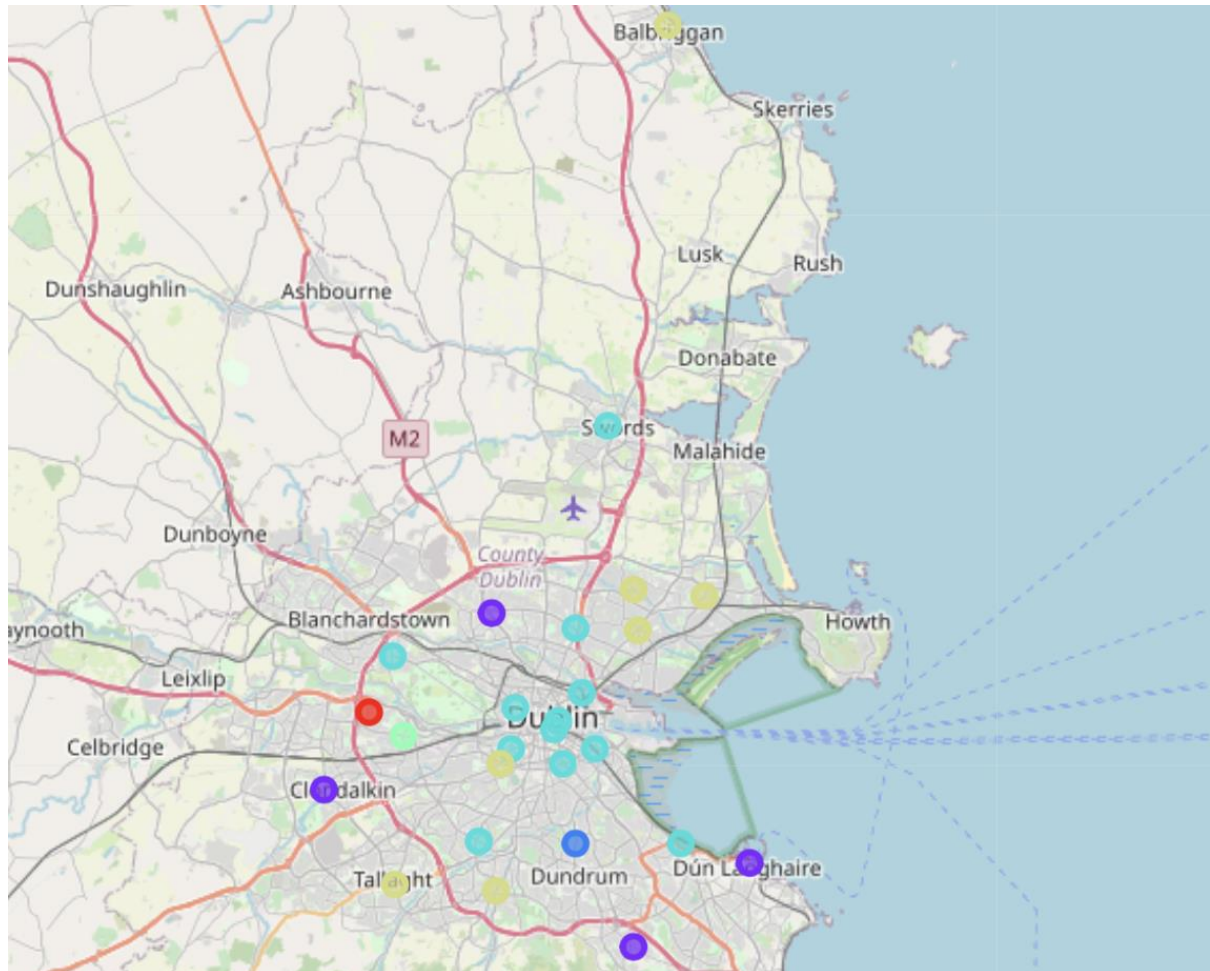 Balbriggan
Skerries
Lusk
Rush
Dunshaughlin
Ashbourne
Donabate
Swords
M2
Malahide
Dunboyne
County
Dublin
Blanchardstown
Howth
aynooth
Leixlip
Dublin
Celbridge
Clondalkin
Tallaght
Dundrum
Dún Laoghaire